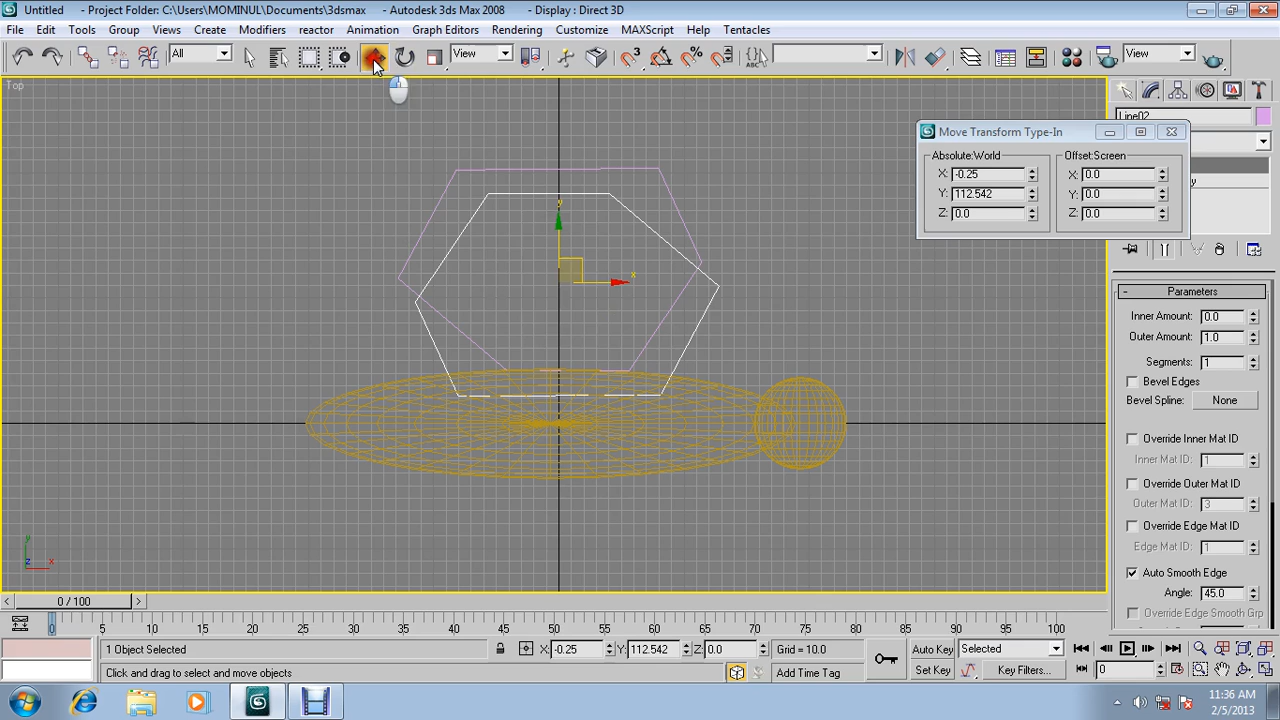 Untitled - Project Folder: C:\Users\MOMINUL\Documents\3dsmax - Autodesk 3ds Max 2008 - Display : Direct 3D
File Edit Tools Group Views Create Modifiers reactor Animation Graph Editors Rendering Customize MAXScript Help Tentacles
All View View
Top
Line02
Move Transform Type-In
Absolute:World Offset:Screen
X: -0.25 X: 0.0
Y: 112.542 Y: 0.0
Z: 0.0 Z: 0.0
y
x
Parameters
Inner Amount: 0.0
Outer Amount: 1.0
Segments: 1
Bevel Edges
Bevel Spline: None
Override Inner Mat ID
Inner Mat ID: 1
Override Outer Mat ID
Outer Mat ID: 3
Override Edge Mat ID
Edge Mat ID: 1
Auto Smooth Edge
Angle: 45.0
Override Edge Smooth Grp
y
z x
0 / 100
0 5 10 15 20 25 30 35 40 45 50 55 60 65 70 75 80 85 90 95 100
1 Object Selected X: -0.25 Y: 112.542 Z: 0.0 Grid = 10.0 Auto Key Selected
Click and drag to select and move objects Add Time Tag Set Key Key Filters... 0
11:36 AM
2/5/2013